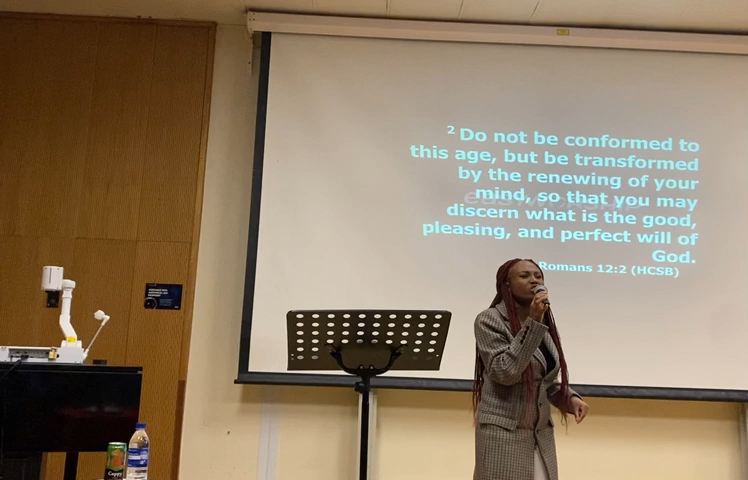 2 Do not be conformed to
this age, but be transformed
by the renewing of your
mind, so that you may
discern what is the good,
pleasing, and perfect will of
God.
Romans 12:2 (HCSB)
Cappy